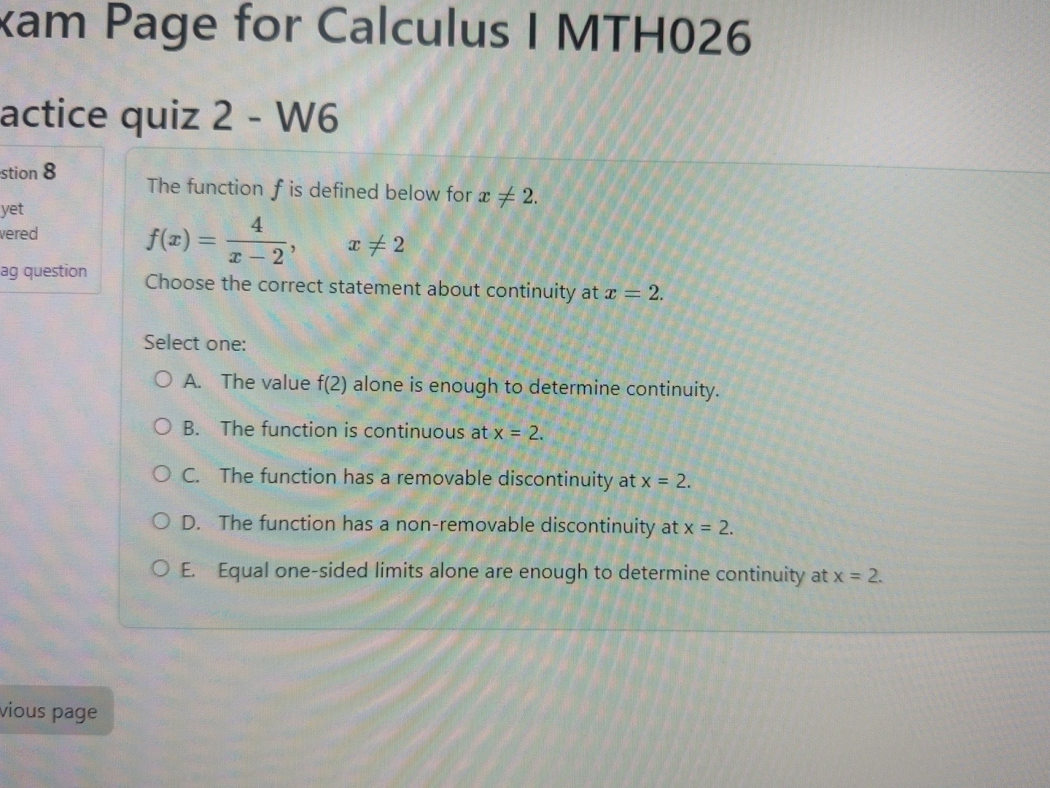 xam Page for Calculus I MTH026
actice quiz 2 - W6
stion 8
yet
vered
ag question
The function f is defined below for x ≠ 2.
f(x) = 4 / (x − 2), x ≠ 2
Choose the correct statement about continuity at x = 2.
Select one:
A. The value f(2) alone is enough to determine continuity.
B. The function is continuous at x = 2.
C. The function has a removable discontinuity at x = 2.
D. The function has a non-removable discontinuity at x = 2.
E. Equal one-sided limits alone are enough to determine continuity at x = 2.
vious page